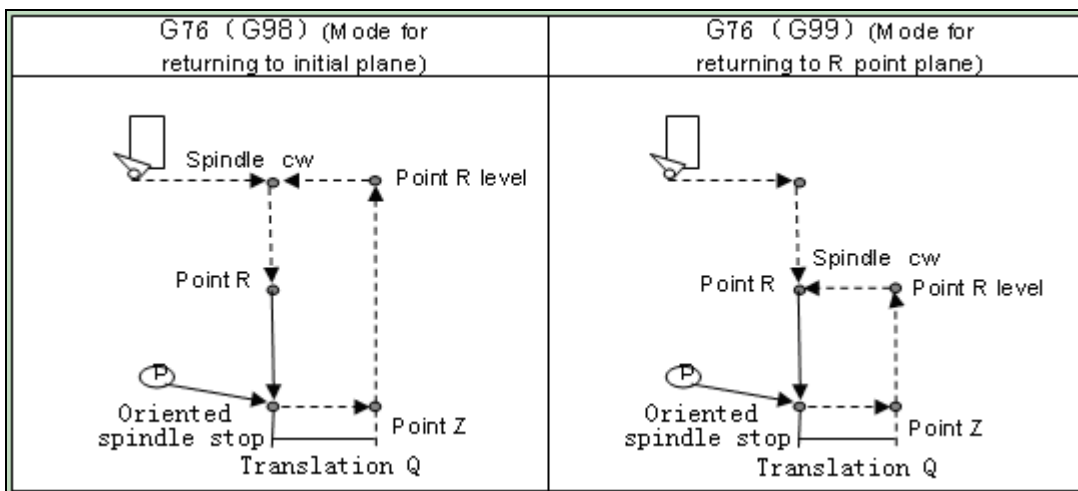 G76 (G98) (Mode for
returning to initial plane)
G76 (G99) (Mode for
returning to R point plane)
Spindle cw
Point R level
Point R
P
Oriented
spindle stop
Point Z
Translation Q
Spindle cw
Point R
Point R level
P
Oriented
spindle stop
Point Z
Translation Q